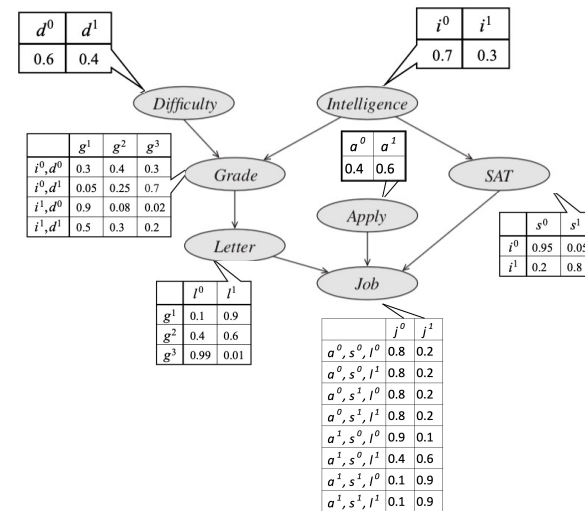 d⁰ d¹
0.6 0.4
i⁰ i¹
0.7 0.3
Difficulty
Intelligence
g¹ g² g³
i⁰,d⁰ 0.3 0.4 0.3
i⁰,d¹ 0.05 0.25 0.7
i¹,d⁰ 0.9 0.08 0.02
i¹,d¹ 0.5 0.3 0.2
Grade
a⁰ a¹
0.4 0.6
SAT
Apply
s⁰ s¹
i⁰ 0.95 0.05
i¹ 0.2 0.8
Letter
Job
l⁰ l¹
g¹ 0.1 0.9
g² 0.4 0.6
g³ 0.99 0.01
j⁰ j¹
a⁰, s⁰, l⁰ 0.8 0.2
a⁰, s⁰, l¹ 0.8 0.2
a⁰, s¹, l⁰ 0.8 0.2
a⁰, s¹, l¹ 0.8 0.2
a¹, s⁰, l⁰ 0.9 0.1
a¹, s⁰, l¹ 0.4 0.6
a¹, s¹, l⁰ 0.1 0.9
a¹, s¹, l¹ 0.1 0.9